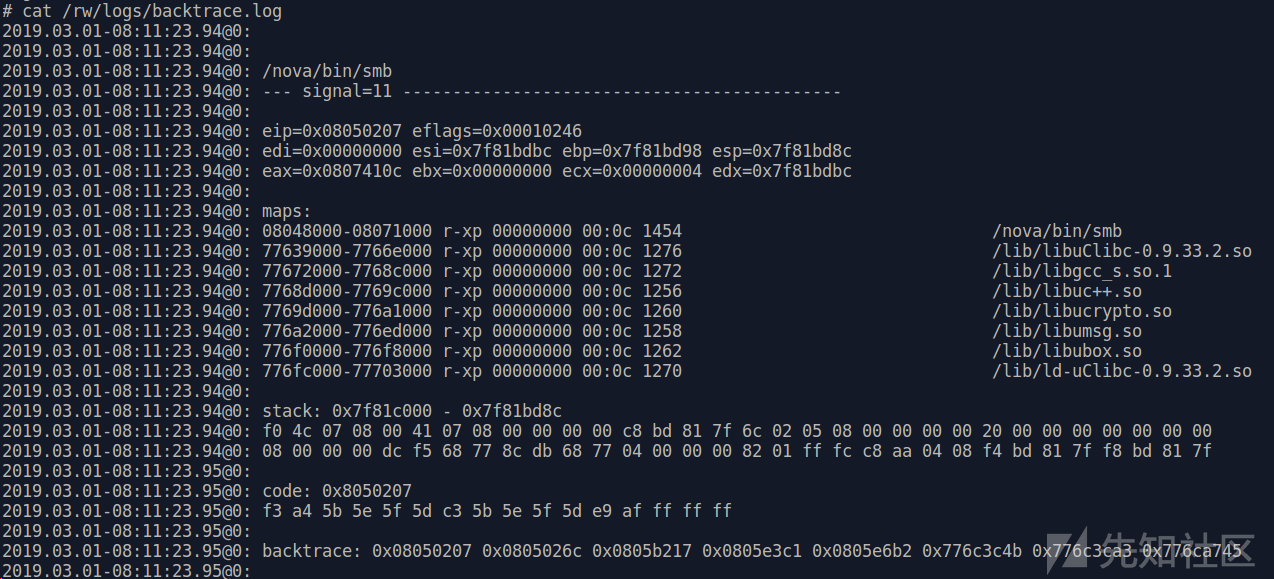 # cat /rw/logs/backtrace.log
2019.03.01-08:11:23.94@0:
2019.03.01-08:11:23.94@0:
2019.03.01-08:11:23.94@0: /nova/bin/smb
2019.03.01-08:11:23.94@0: --- signal=11 --------------------------------------------
2019.03.01-08:11:23.94@0:
2019.03.01-08:11:23.94@0: eip=0x08050207 eflags=0x00010246
2019.03.01-08:11:23.94@0: edi=0x00000000 esi=0x7f81bdbc ebp=0x7f81bd98 esp=0x7f81bd8c
2019.03.01-08:11:23.94@0: eax=0x0807410c ebx=0x00000000 ecx=0x00000004 edx=0x7f81bdbc
2019.03.01-08:11:23.94@0:
2019.03.01-08:11:23.94@0: maps:
2019.03.01-08:11:23.94@0: 08048000-08071000 r-xp 00000000 00:0c 1454 /nova/bin/smb
2019.03.01-08:11:23.94@0: 77639000-7766e000 r-xp 00000000 00:0c 1276 /lib/libuClibc-0.9.33.2.so
2019.03.01-08:11:23.94@0: 77672000-7768c000 r-xp 00000000 00:0c 1272 /lib/libgcc_s.so.1
2019.03.01-08:11:23.94@0: 7768d000-7769c000 r-xp 00000000 00:0c 1256 /lib/libuc++.so
2019.03.01-08:11:23.94@0: 7769d000-776a1000 r-xp 00000000 00:0c 1260 /lib/libucrypto.so
2019.03.01-08:11:23.94@0: 776a2000-776ed000 r-xp 00000000 00:0c 1258 /lib/libumsg.so
2019.03.01-08:11:23.94@0: 776f0000-776f8000 r-xp 00000000 00:0c 1262 /lib/libubox.so
2019.03.01-08:11:23.94@0: 776fc000-77703000 r-xp 00000000 00:0c 1270 /lib/ld-uClibc-0.9.33.2.so
2019.03.01-08:11:23.94@0:
2019.03.01-08:11:23.94@0: stack: 0x7f81c000 - 0x7f81bd8c
2019.03.01-08:11:23.94@0: f0 4c 07 08 00 41 07 08 00 00 00 00 c8 bd 81 7f 6c 02 05 08 00 00 00 00 20 00 00 00 00 00 00 00
2019.03.01-08:11:23.94@0: 08 00 00 00 dc f5 68 77 8c db 68 77 04 00 00 00 82 01 ff fc c8 aa 04 08 f4 bd 81 7f f8 bd 81 7f
2019.03.01-08:11:23.95@0:
2019.03.01-08:11:23.95@0: code: 0x8050207
2019.03.01-08:11:23.95@0: f3 a4 5b 5e 5f 5d c3 5b 5e 5f 5d e9 af ff ff ff
2019.03.01-08:11:23.95@0:
2019.03.01-08:11:23.95@0: backtrace: 0x08050207 0x0805026c 0x0805b217 0x0805e3c1 0x0805e6b2 0x776c3c4b 0x776c3ca3 0x776ca745
2019.03.01-08:11:23.95@0:
先知社区